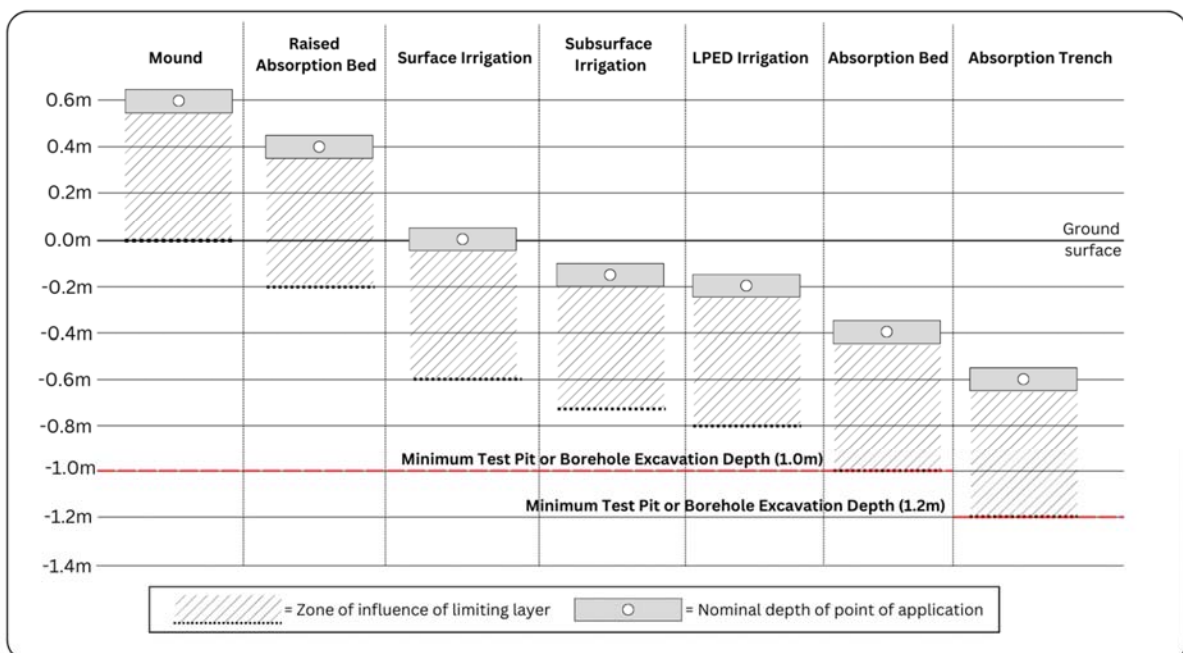 Mound
Raised
Absorption Bed
Surface Irrigation
Subsurface
Irrigation
LPED Irrigation
Absorption Bed
Absorption Trench
0.6m
0.4m
0.2m
0.0m
Ground
surface
-0.2m
-0.4m
-0.6m
-0.8m
Minimum Test Pit or Borehole Excavation Depth (1.0m)
-1.0m
Minimum Test Pit or Borehole Excavation Depth (1.2m)
-1.2m
-1.4m
= Zone of influence of limiting layer
= Nominal depth of point of application